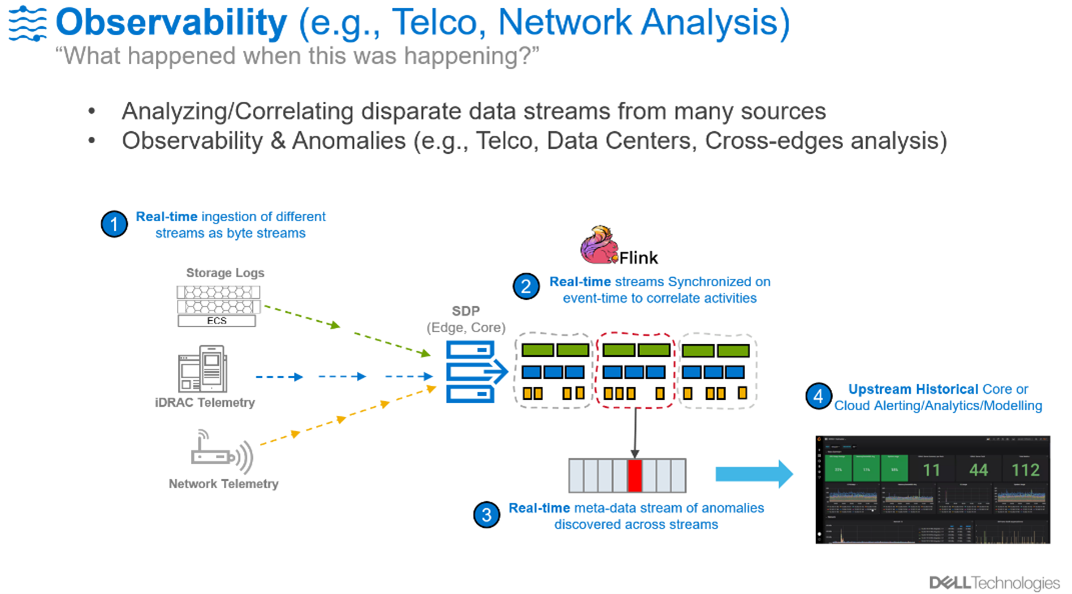 Observability (e.g., Telco, Network Analysis)
“What happened when this was happening?”
• Analyzing/Correlating disparate data streams from many sources
• Observability & Anomalies (e.g., Telco, Data Centers, Cross-edges analysis)
1
Real-time ingestion of different
streams as byte streams
Storage Logs
ECS
iDRAC Telemetry
Network Telemetry
SDP
(Edge, Core)
Flink
2
Real-time streams Synchronized on
event-time to correlate activities
3
Real-time meta-data stream of anomalies
discovered across streams
4
Upstream Historical Core or
Cloud Alerting/Analytics/Modelling
11
44
112
DELL Technologies